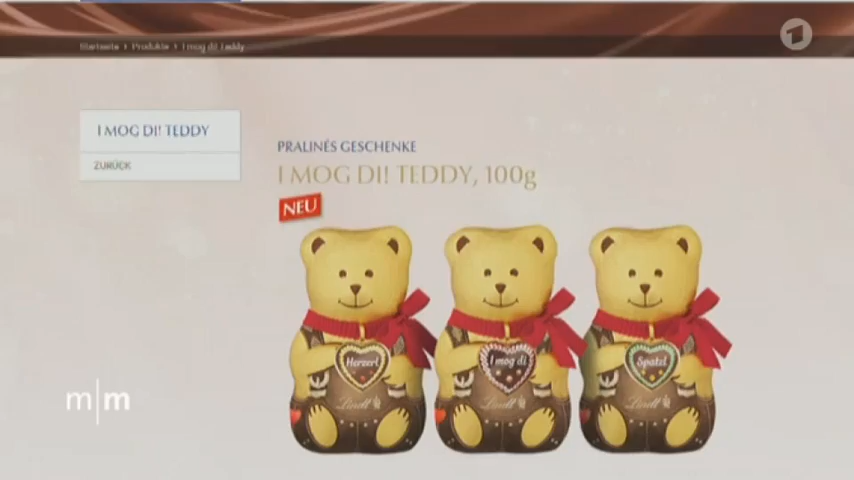 Startseite › Produkte › I mog di! Teddy
I MOG DI! TEDDY
ZURÜCK
PRALINÉS GESCHENKE
I MOG DI! TEDDY, 100g
NEU
Herzerl
I mog di
Spatzl
Lindt
Lindt
Lindt
m|m